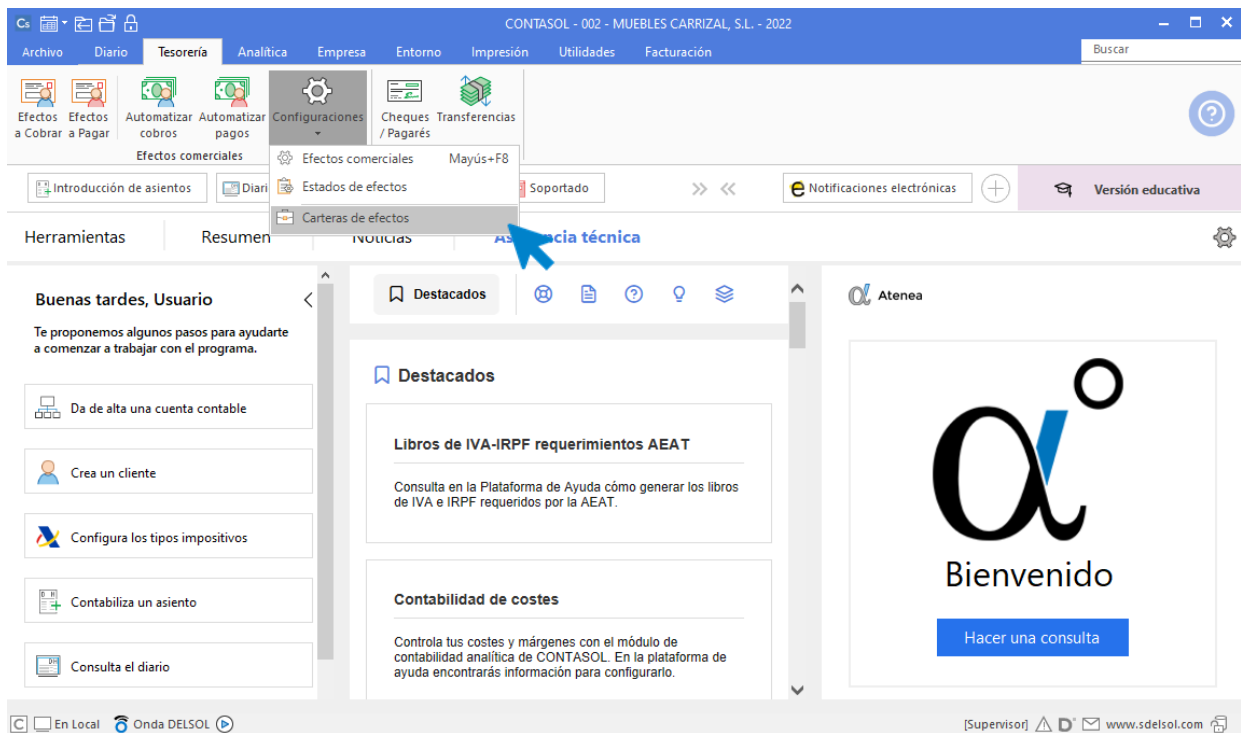 Cs
CONTASOL - 002 - MUEBLES CARRIZAL, S.L. - 2022
Archivo Diario Tesorería Analítica Empresa Entorno Impresión Utilidades Facturación Buscar
Efectos a Cobrar
Efectos a Pagar
Automatizar cobros
Automatizar pagos
Configuraciones
Cheques / Pagarés
Transferencias
Efectos comerciales
Efectos comerciales Mayús+F8
Estados de efectos
Carteras de efectos
Introducción de asientos
Diari
Soportado
Notificaciones electrónicas
Versión educativa
Herramientas Resumen Noticias técnica
Buenas tardes, Usuario
Te proponemos algunos pasos para ayudarte
a comenzar a trabajar con el programa.
Da de alta una cuenta contable
Crea un cliente
Configura los tipos impositivos
Contabiliza un asiento
Consulta el diario
Destacados
Destacados
Libros de IVA-IRPF requerimientos AEAT
Consulta en la Plataforma de Ayuda cómo generar los libros
de IVA e IRPF requeridos por la AEAT.
Contabilidad de costes
Controla tus costes y márgenes con el módulo de
contabilidad analítica de CONTASOL. En la plataforma de
ayuda encontrarás información para configurarlo.
Atenea
Bienvenido
Hacer una consulta
C En Local Onda DELSOL
[Supervisor] D www.sdelsol.com